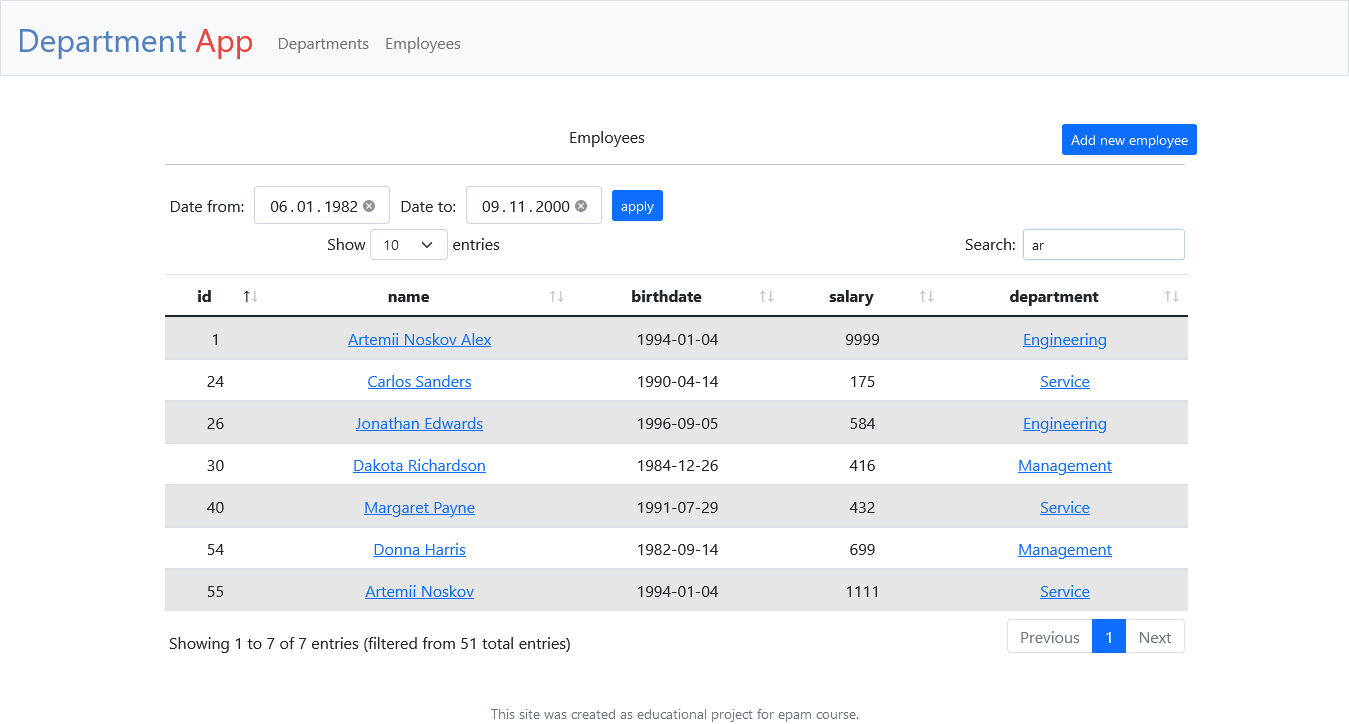 Department App Departments Employees
Employees Add new employee
Date from: 06.01.1982 Date to: 09.11.2000 apply
Show 10 entries Search: ar
id name birthdate salary department
1 Artemii Noskov Alex 1994-01-04 9999 Engineering
24 Carlos Sanders 1990-04-14 175 Service
26 Jonathan Edwards 1996-09-05 584 Engineering
30 Dakota Richardson 1984-12-26 416 Management
40 Margaret Payne 1991-07-29 432 Service
54 Donna Harris 1982-09-14 699 Management
55 Artemii Noskov 1994-01-04 1111 Service
Showing 1 to 7 of 7 entries (filtered from 51 total entries) Previous 1 Next
This site was created as educational project for epam course.